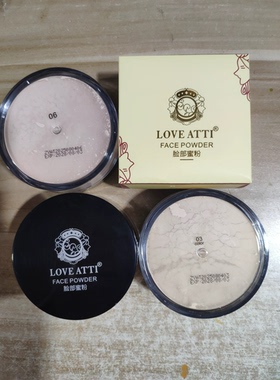 06
LOVE ATTI®
FACE POWDER
脸部蜜粉
LOVE ATTI
FACE POWDER
脸部蜜粉
03